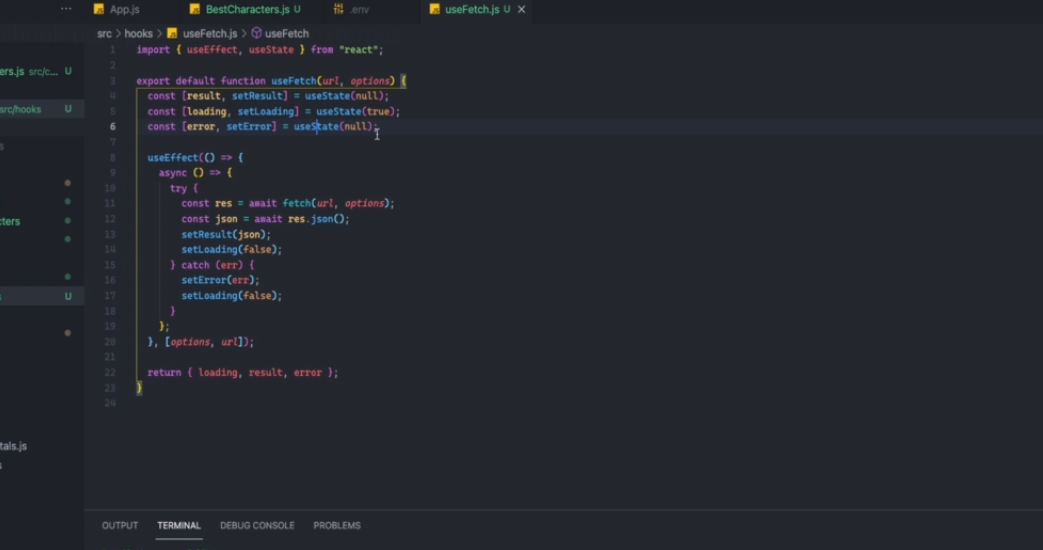 ··· App.js BestCharacters.js U .env useFetch.js U
src > hooks > useFetch.js > useFetch
1 import { useEffect, useState } from "react";
2
ers.js src/c... U
3 export default function useFetch(url, options) {
4 const [result, setResult] = useState(null);
src/hooks U
5 const [loading, setLoading] = useState(true);
6 const [error, setError] = useState(null);
7
s
8 useEffect(() => {
9 async () => {
10 try {
11 const res = await fetch(url, options);
12 const json = await res.json();
cters
13 setResult(json);
14 setLoading(false);
15 } catch (err) {
16 setError(err);
17 setLoading(false);
s U
18 }
19 };
20 }, [options, url]);
21
22 return { loading, result, error };
23 }
24
tals.js
s
OUTPUT TERMINAL DEBUG CONSOLE PROBLEMS